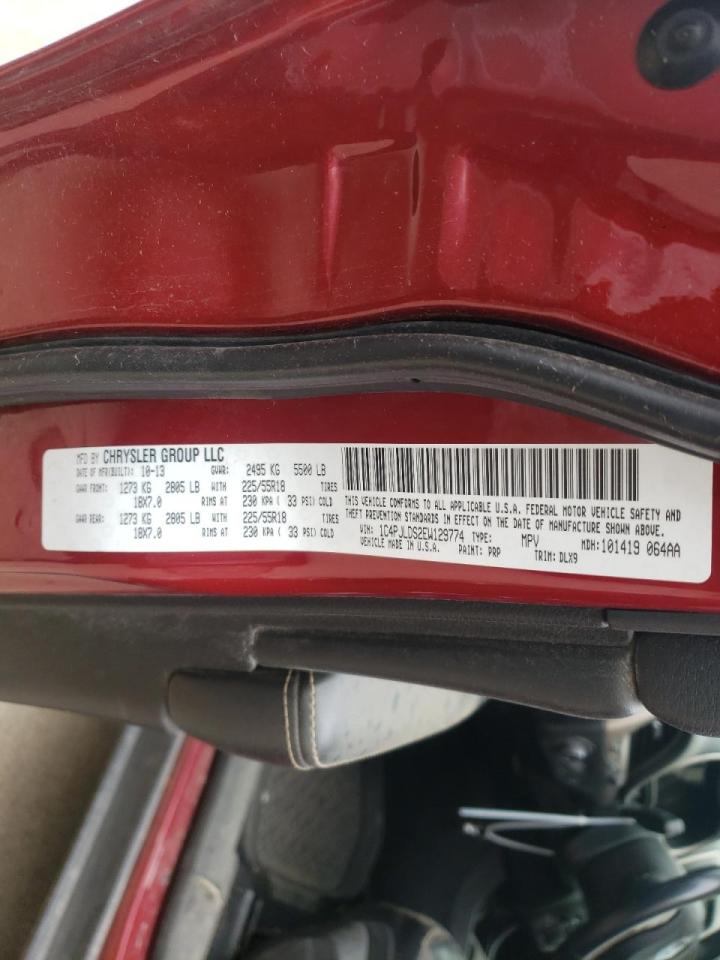 MFD BY CHRYSLER GROUP LLC
DATE OF MFR(BUILT): 10-13 GVWR: 2495 KG 5500 LB
GAWR FRONT: 1273 KG 2805 LB WITH 225/55R18 TIRES
18X7.0 RIMS AT 230 KPA ( 33 PSI) COLD
GAWR REAR: 1273 KG 2805 LB WITH 225/55R18 TIRES
18X7.0 RIMS AT 230 KPA ( 33 PSI) COLD
THIS VEHICLE CONFORMS TO ALL APPLICABLE U.S.A. FEDERAL MOTOR VEHICLE SAFETY AND
THEFT PREVENTION STANDARDS IN EFFECT ON THE DATE OF MANUFACTURE SHOWN ABOVE.
VIN: 1C4PJLDS2EW129774 TYPE: MPV MDH: 101419 064AA
VEHICLE MADE IN U.S.A. PAINT: PRP TRIM: DLX9